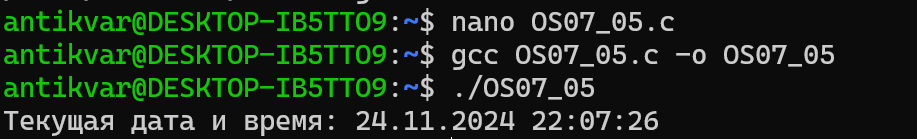 antikvar@DESKTOP-IB5TTO9:~$ nano OS07_05.c
antikvar@DESKTOP-IB5TTO9:~$ gcc OS07_05.c -o OS07_05
antikvar@DESKTOP-IB5TTO9:~$ ./OS07_05
Текущая дата и время: 24.11.2024 22:07:26